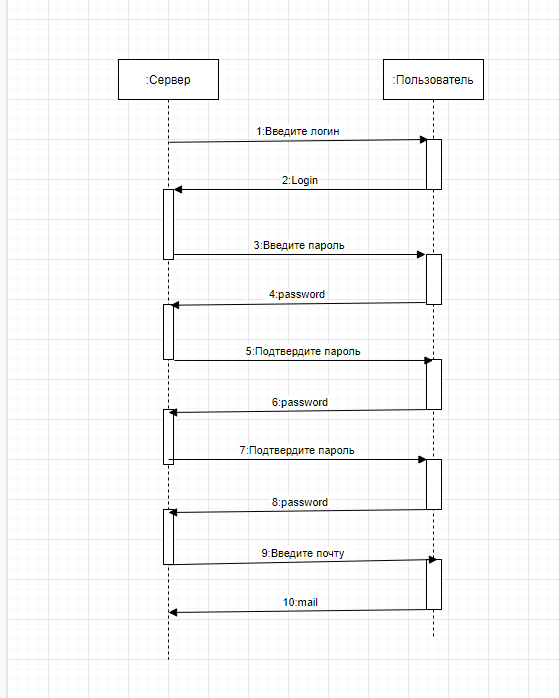 :Сервер
:Пользователь
1:Введите логин
2:Login
3:Введите пароль
4:password
5:Подтвердите пароль
6:password
7:Подтвердите пароль
8:password
9:Введите почту
10:mail